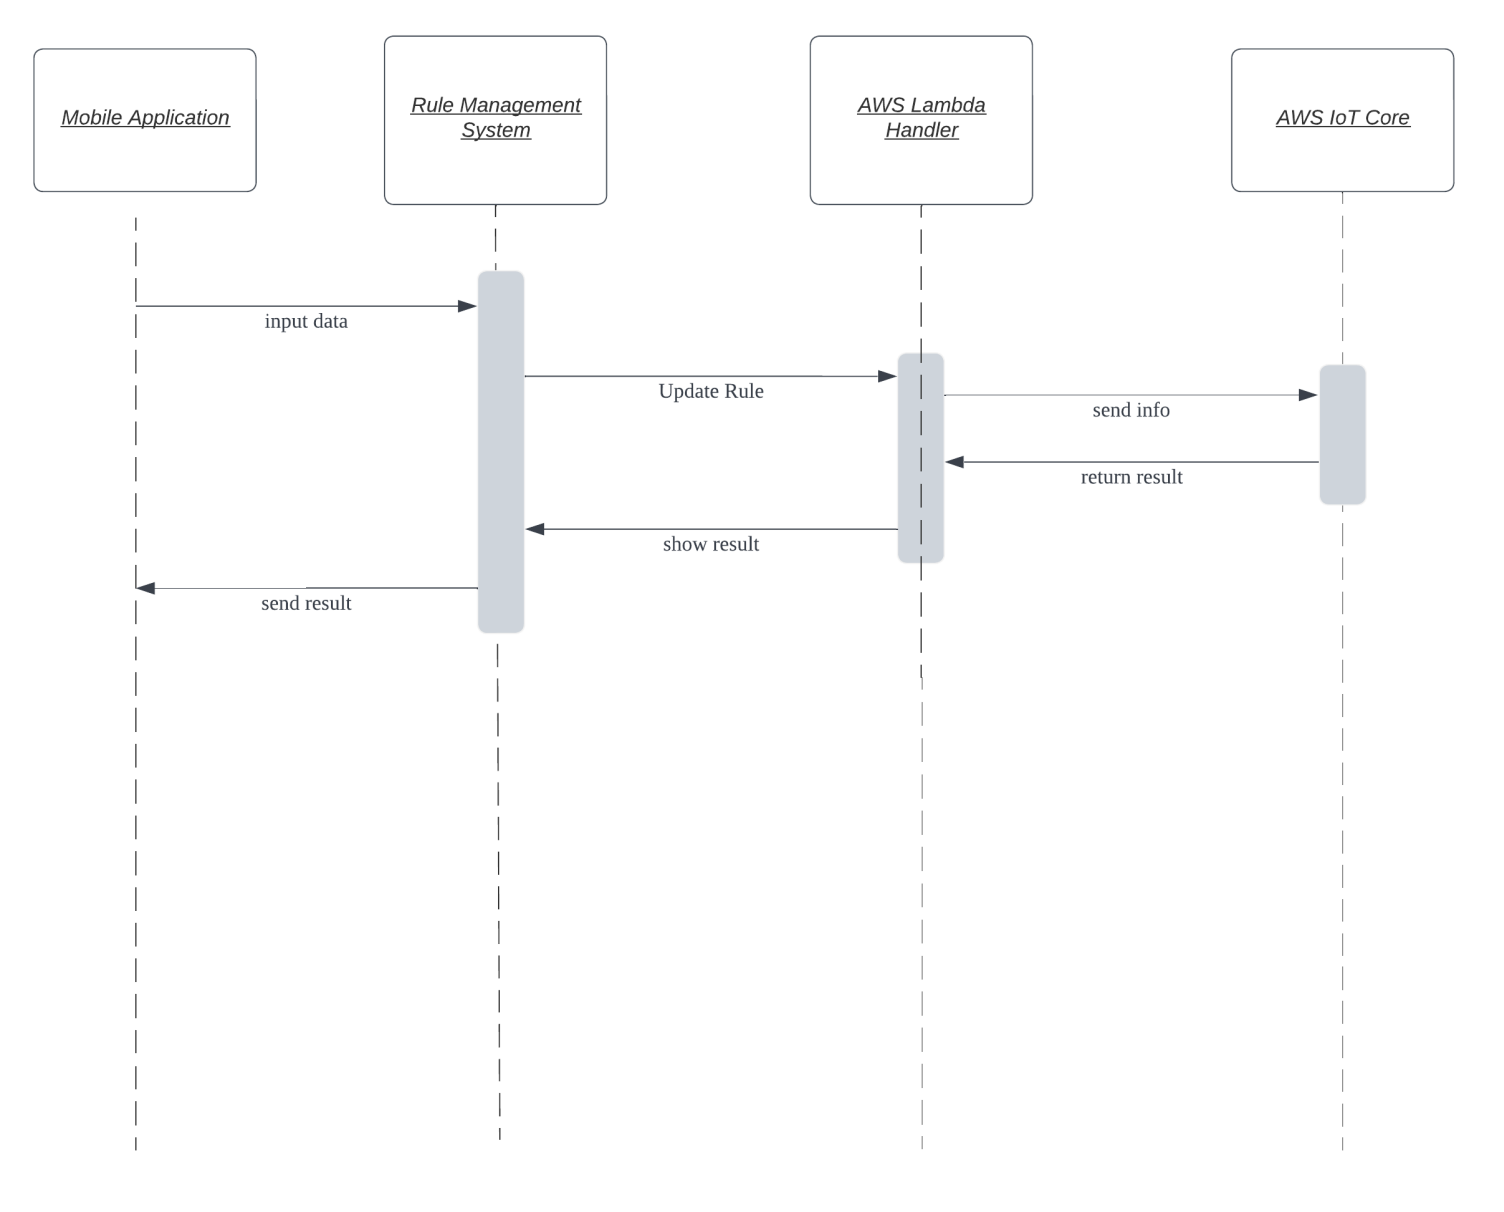 Mobile Application
Rule Management
System
AWS Lambda
Handler
AWS IoT Core
input data
Update Rule
send info
return result
show result
send result